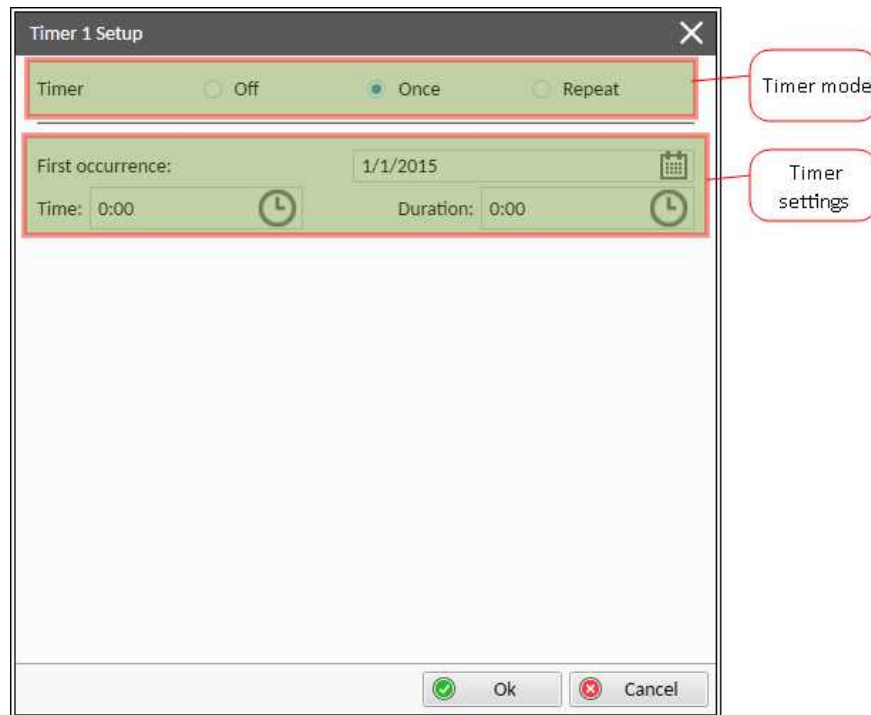 Timer 1 Setup
Timer Off Once Repeat
Timer mode
First occurrence: 1/1/2015
Time: 0:00 Duration: 0:00
Timer
settings
Ok Cancel